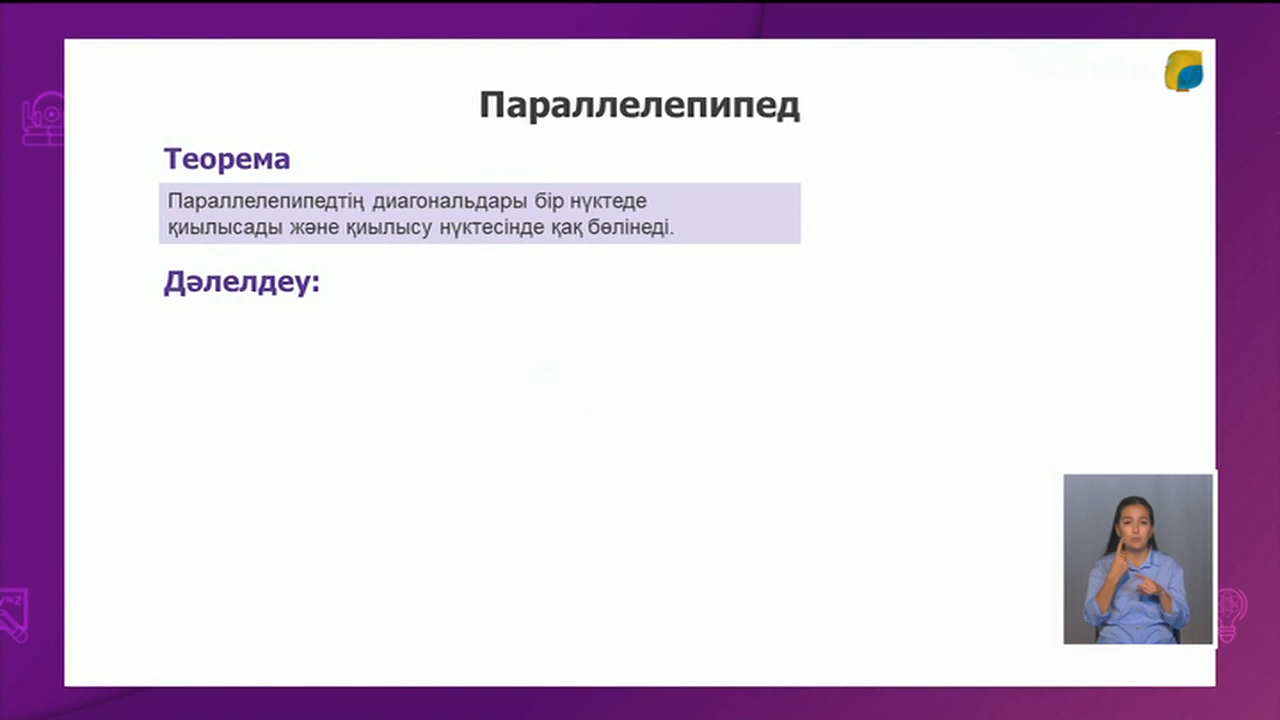 Параллелепипед
Теорема
Параллелепипедтің диагональдары бір нүктеде
қиылысады және қиылысу нүктесінде қақ бөлінеді.
Дәлелдеу: